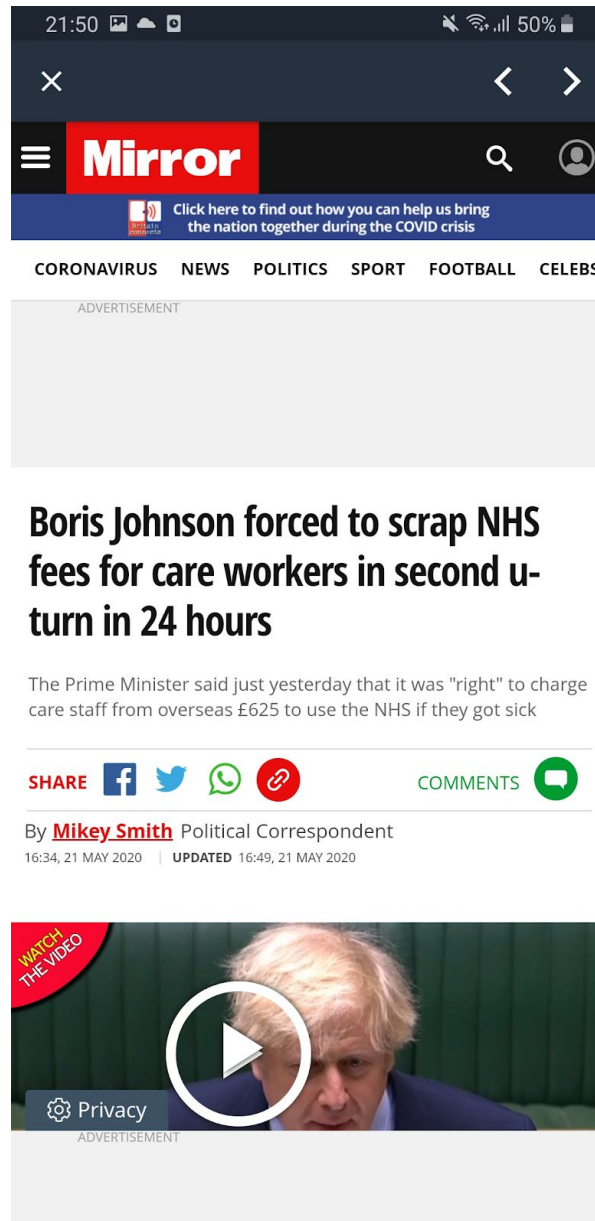 21:50 50%
Mirror
Britain connects
Click here to find out how you can help us bring
the nation together during the COVID crisis
CORONAVIRUS NEWS POLITICS SPORT FOOTBALL CELEBS
ADVERTISEMENT
Boris Johnson forced to scrap NHS
fees for care workers in second u-
turn in 24 hours
The Prime Minister said just yesterday that it was "right" to charge
care staff from overseas £625 to use the NHS if they got sick
SHARE COMMENTS
By Mikey Smith Political Correspondent
16:34, 21 MAY 2020 UPDATED 16:49, 21 MAY 2020
WATCH
THE VIDEO
Privacy
ADVERTISEMENT